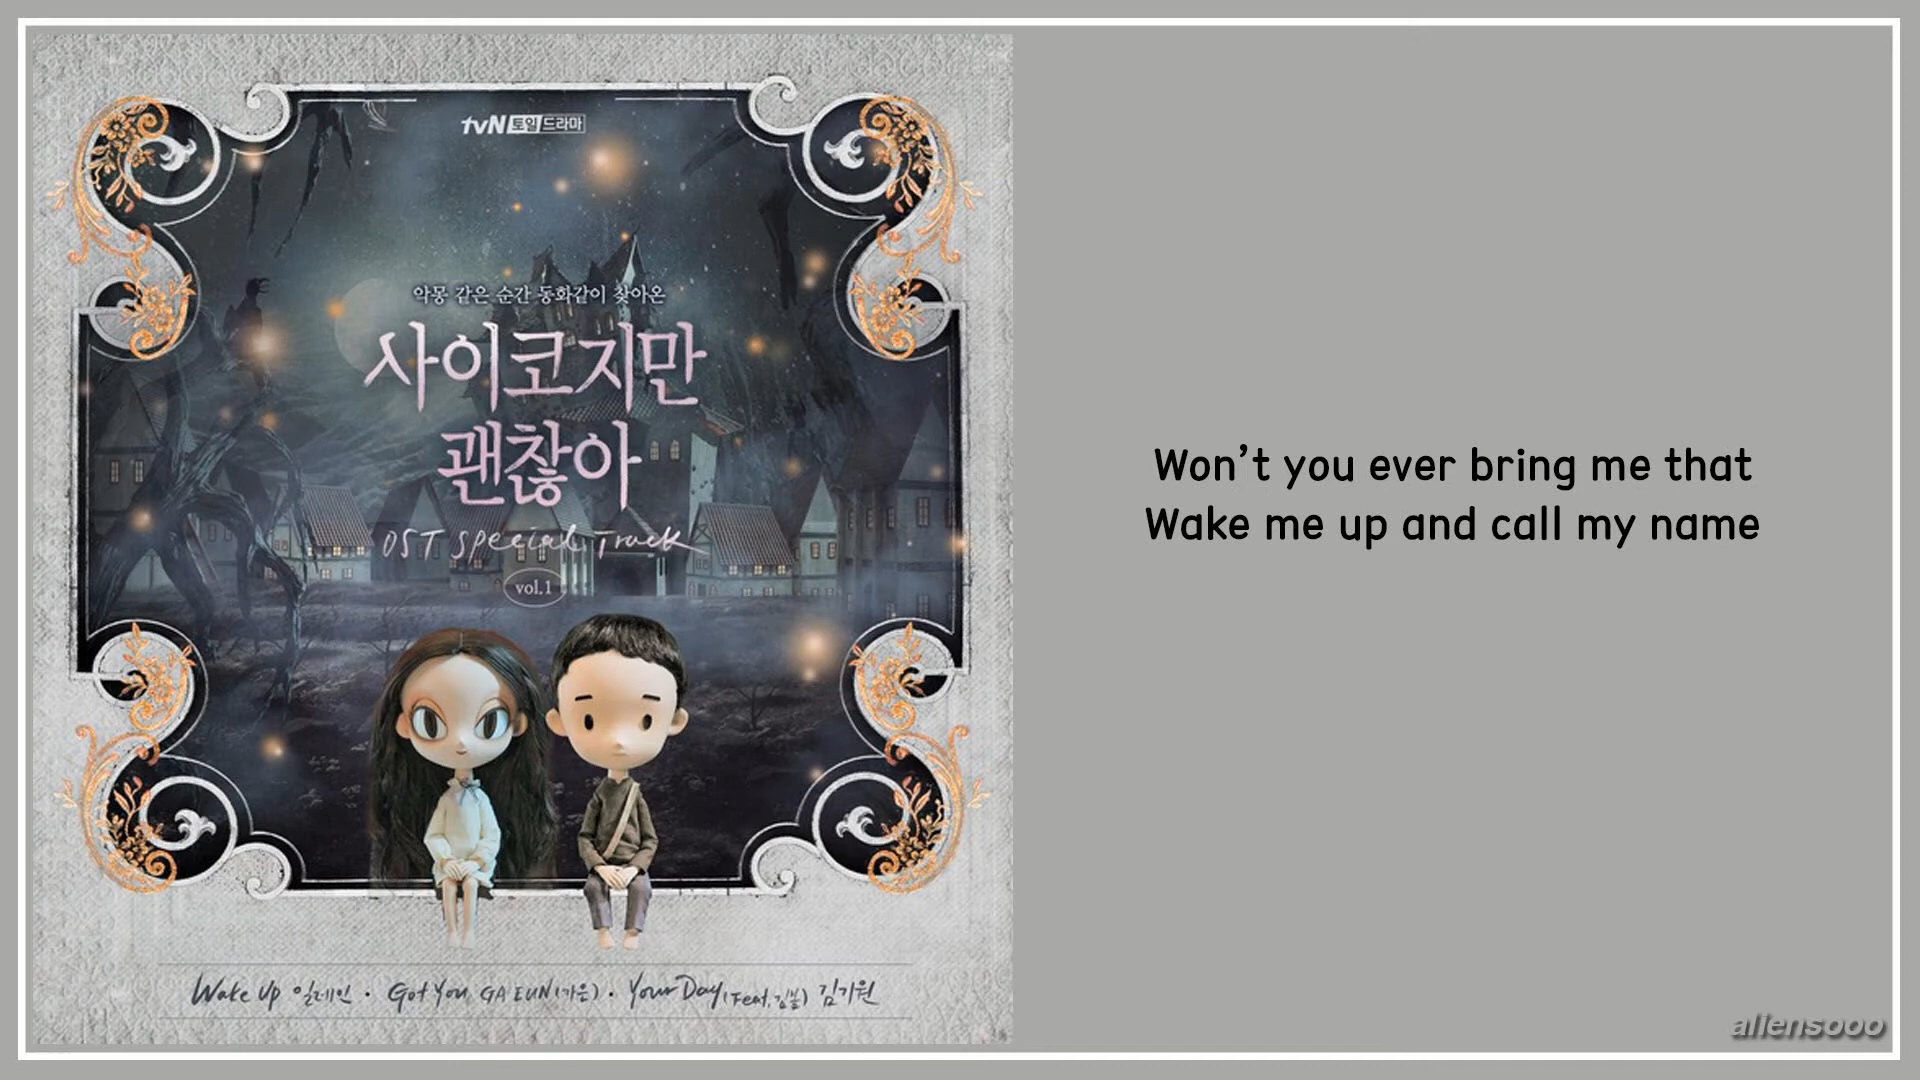 tvN 토일드라마
악몽 같은 순간 동화같이 찾아온
사이코지만
괜찮아
OST Special Track
vol.1
Wake Up 일레인 · Got You GA EUN(가은) · Your Day(Feat. 김볼) 김기원
Won't you ever bring me that
Wake me up and call my name
allensooo